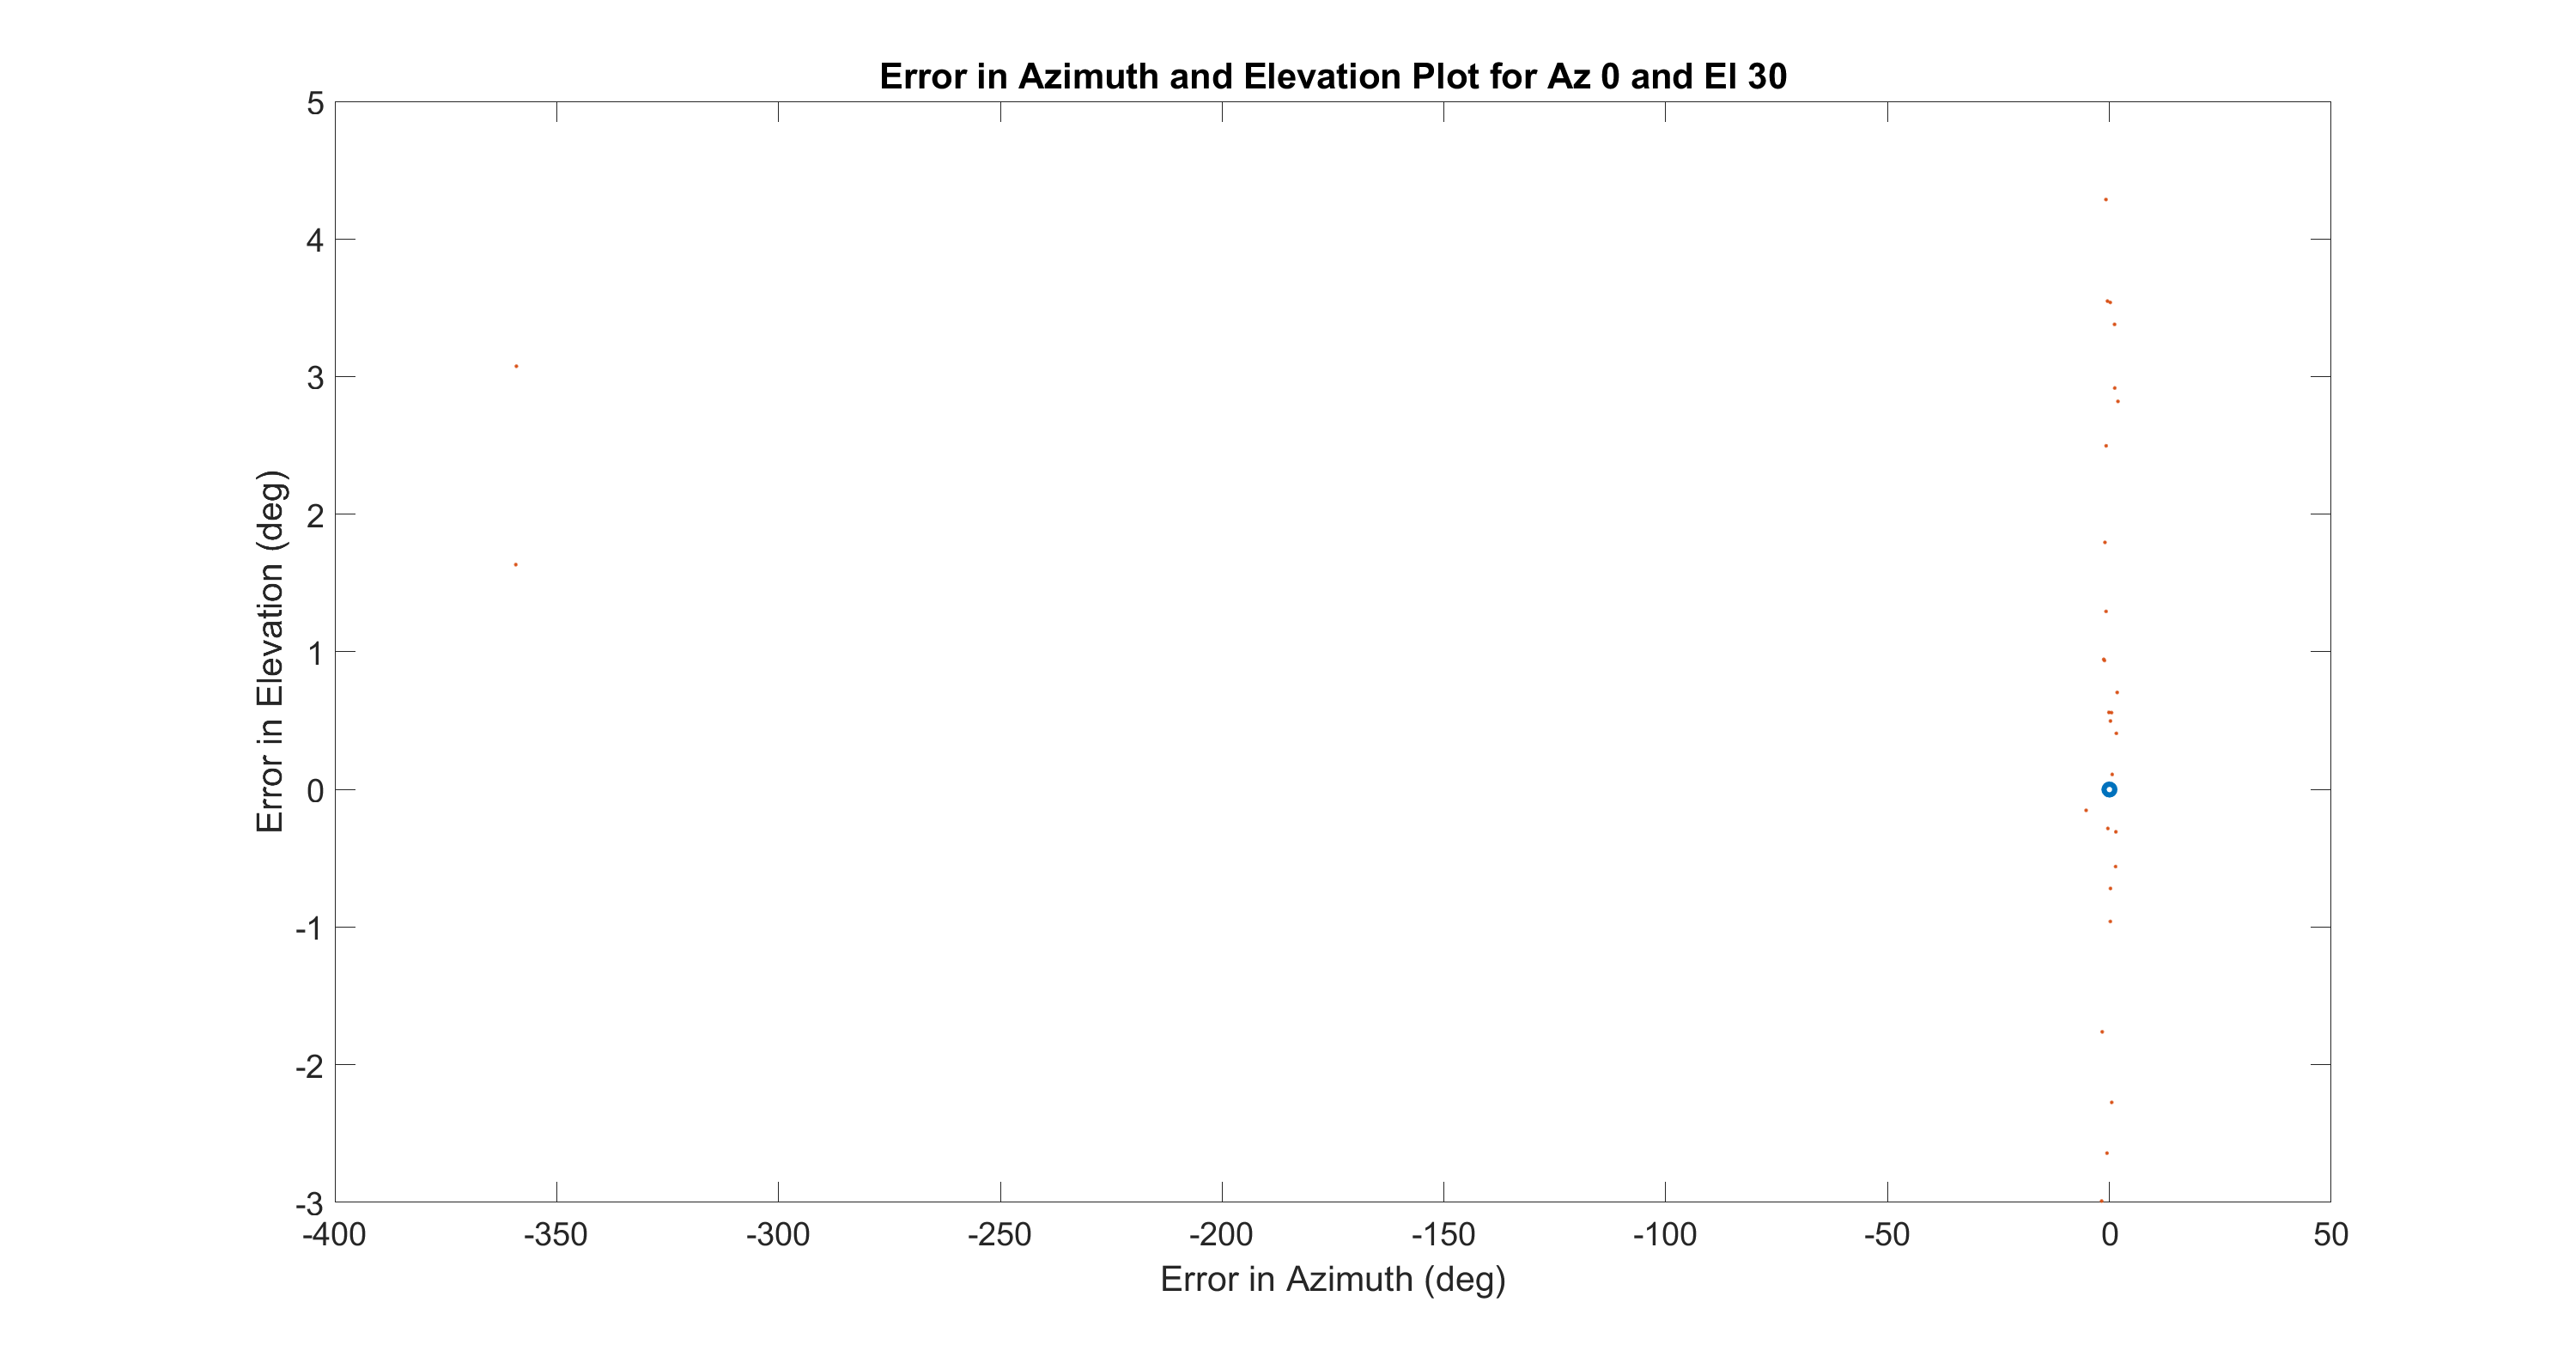 Error in Azimuth and Elevation Plot for Az 0 and El 30
5
4
3
2
1
0
-1
-2
-3
Error in Elevation (deg)
-400 -350 -300 -250 -200 -150 -100 -50 0 50
Error in Azimuth (deg)